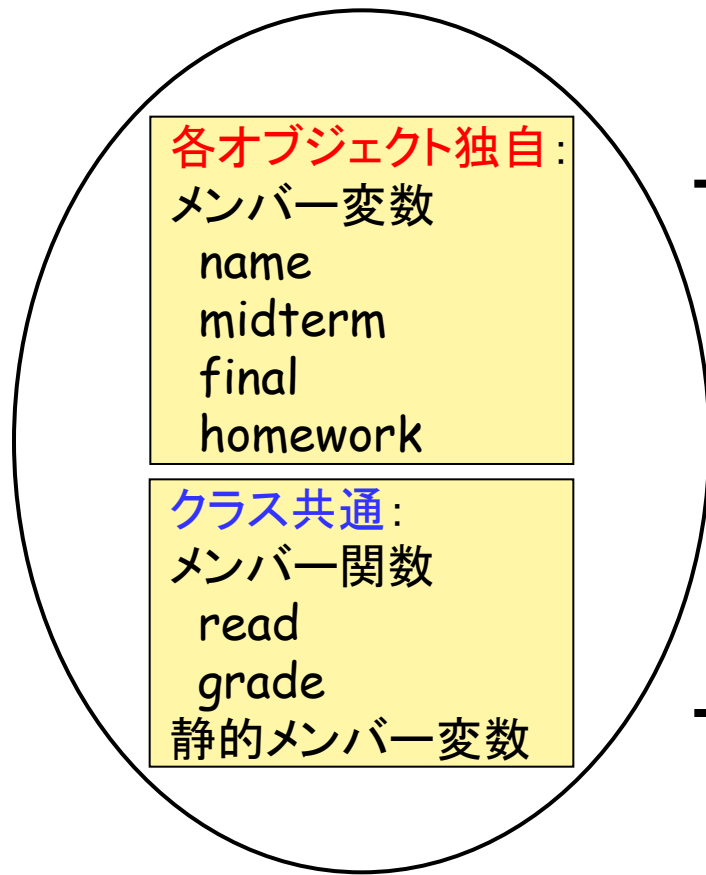 各オブジェクト独自:
メンバー変数
name
midterm
final
homework
クラス共通:
メンバー関数
read
grade
静的メンバー変数